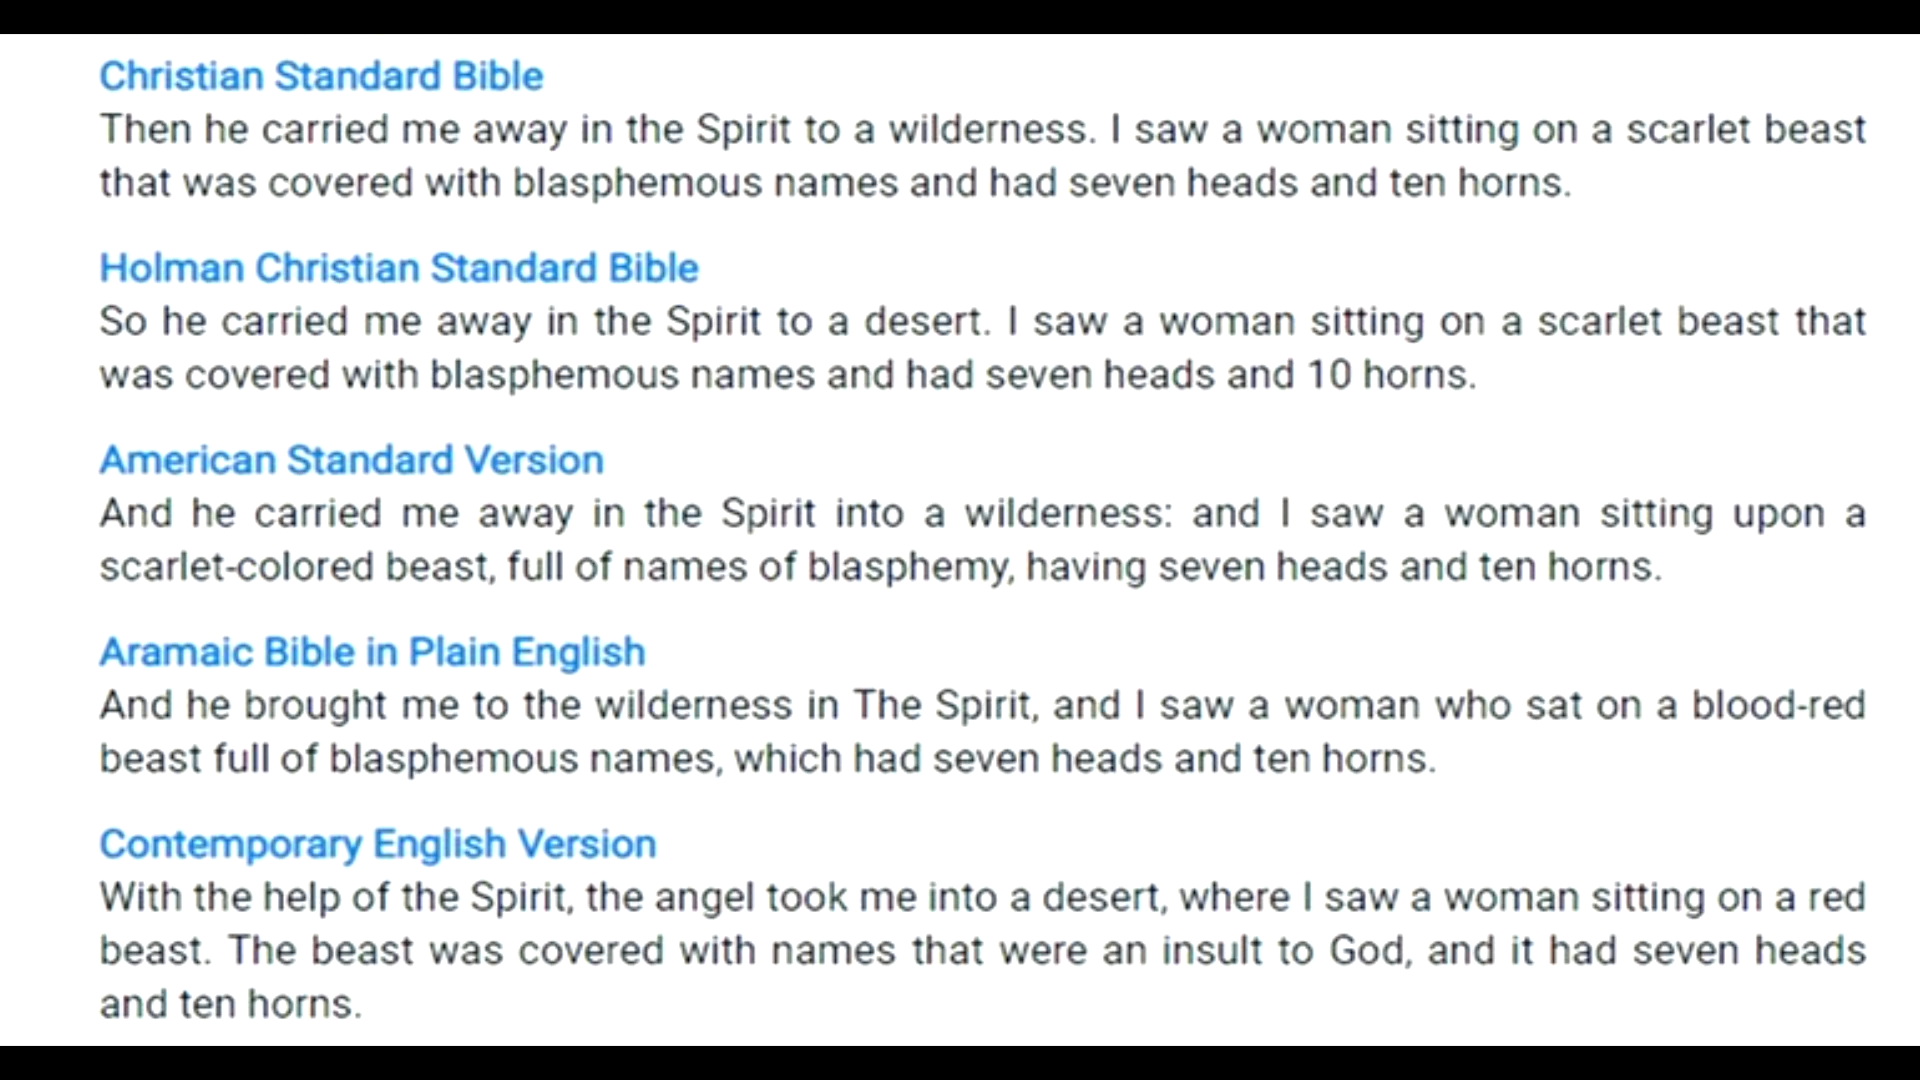 Christian Standard Bible
Then he carried me away in the Spirit to a wilderness. I saw a woman sitting on a scarlet beast
that was covered with blasphemous names and had seven heads and ten horns.
Holman Christian Standard Bible
So he carried me away in the Spirit to a desert. I saw a woman sitting on a scarlet beast that
was covered with blasphemous names and had seven heads and 10 horns.
American Standard Version
And he carried me away in the Spirit into a wilderness: and I saw a woman sitting upon a
scarlet-colored beast, full of names of blasphemy, having seven heads and ten horns.
Aramaic Bible in Plain English
And he brought me to the wilderness in The Spirit, and I saw a woman who sat on a blood-red
beast full of blasphemous names, which had seven heads and ten horns.
Contemporary English Version
With the help of the Spirit, the angel took me into a desert, where I saw a woman sitting on a red
beast. The beast was covered with names that were an insult to God, and it had seven heads
and ten horns.